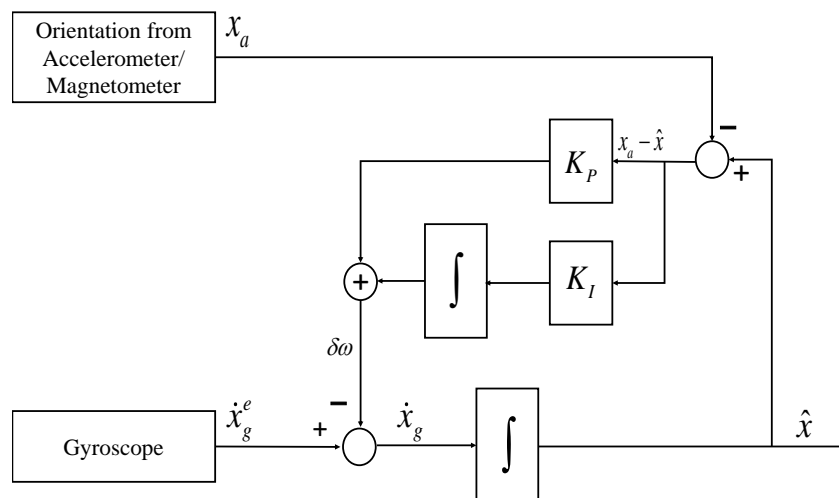 Orientation from
Accelerometer/
Magnetometer
x_a
−
+
x_a − x̂
K_P
∫
K_I
+
δω
−
+
Gyroscope
ẋ_g^e
ẋ_g
∫
x̂